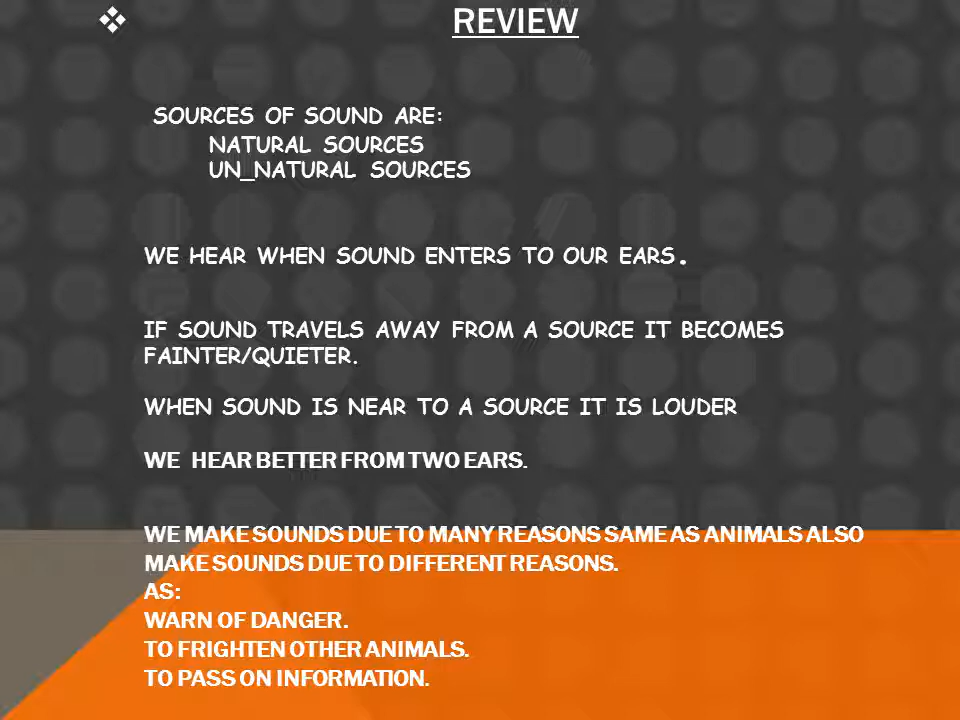 ❖ REVIEW
SOURCES OF SOUND ARE:
NATURAL SOURCES
UN_NATURAL SOURCES
WE HEAR WHEN SOUND ENTERS TO OUR EARS.
IF SOUND TRAVELS AWAY FROM A SOURCE IT BECOMES
FAINTER/QUIETER.
WHEN SOUND IS NEAR TO A SOURCE IT IS LOUDER
WE HEAR BETTER FROM TWO EARS.
WE MAKE SOUNDS DUE TO MANY REASONS SAME AS ANIMALS ALSO
MAKE SOUNDS DUE TO DIFFERENT REASONS.
AS:
WARN OF DANGER.
TO FRIGHTEN OTHER ANIMALS.
TO PASS ON INFORMATION.